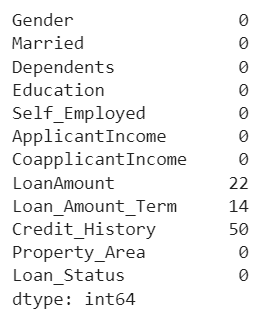 Gender 0
Married 0
Dependents 0
Education 0
Self_Employed 0
ApplicantIncome 0
CoapplicantIncome 0
LoanAmount 22
Loan_Amount_Term 14
Credit_History 50
Property_Area 0
Loan_Status 0
dtype: int64